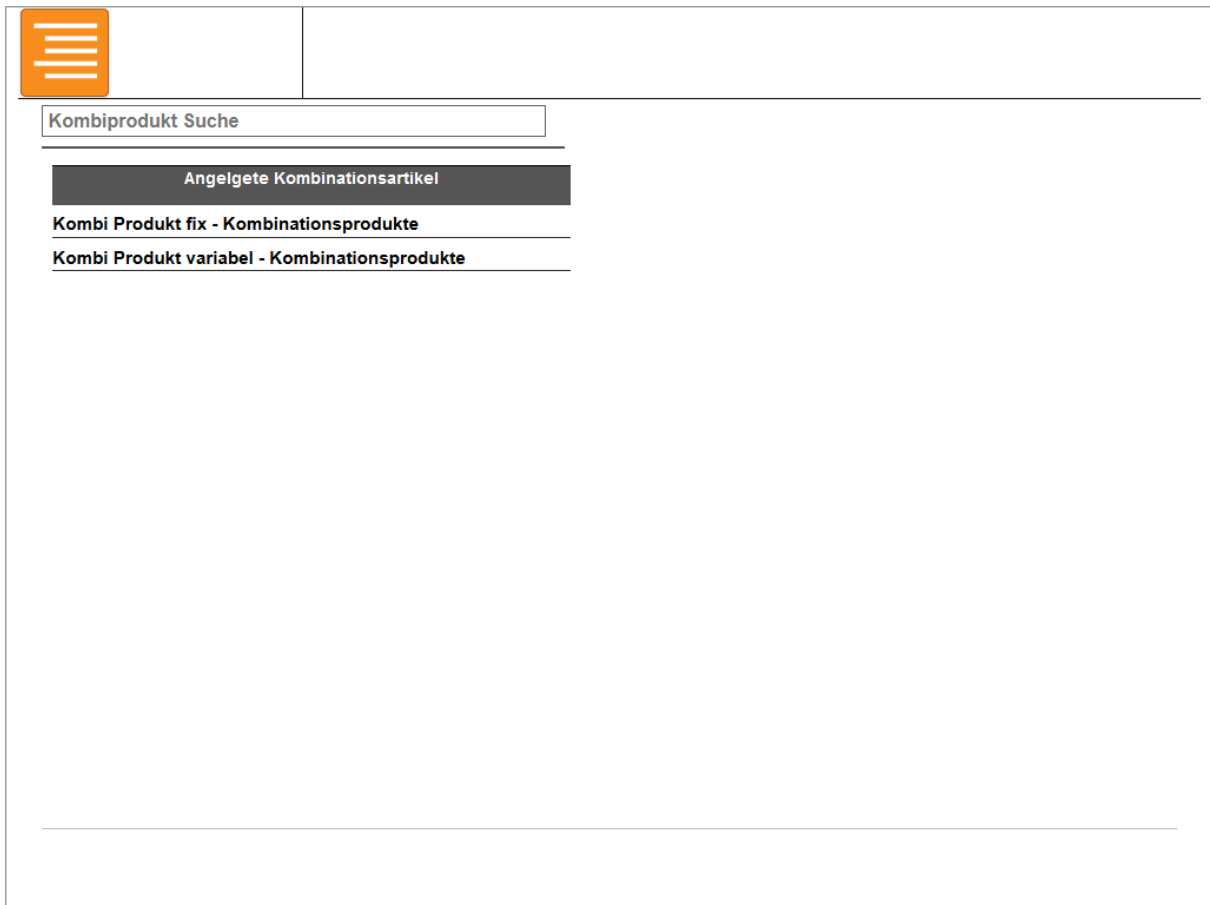 Kombiprodukt Suche
Angelgete Kombinationsartikel
Kombi Produkt fix - Kombinationsprodukte
Kombi Produkt variabel - Kombinationsprodukte